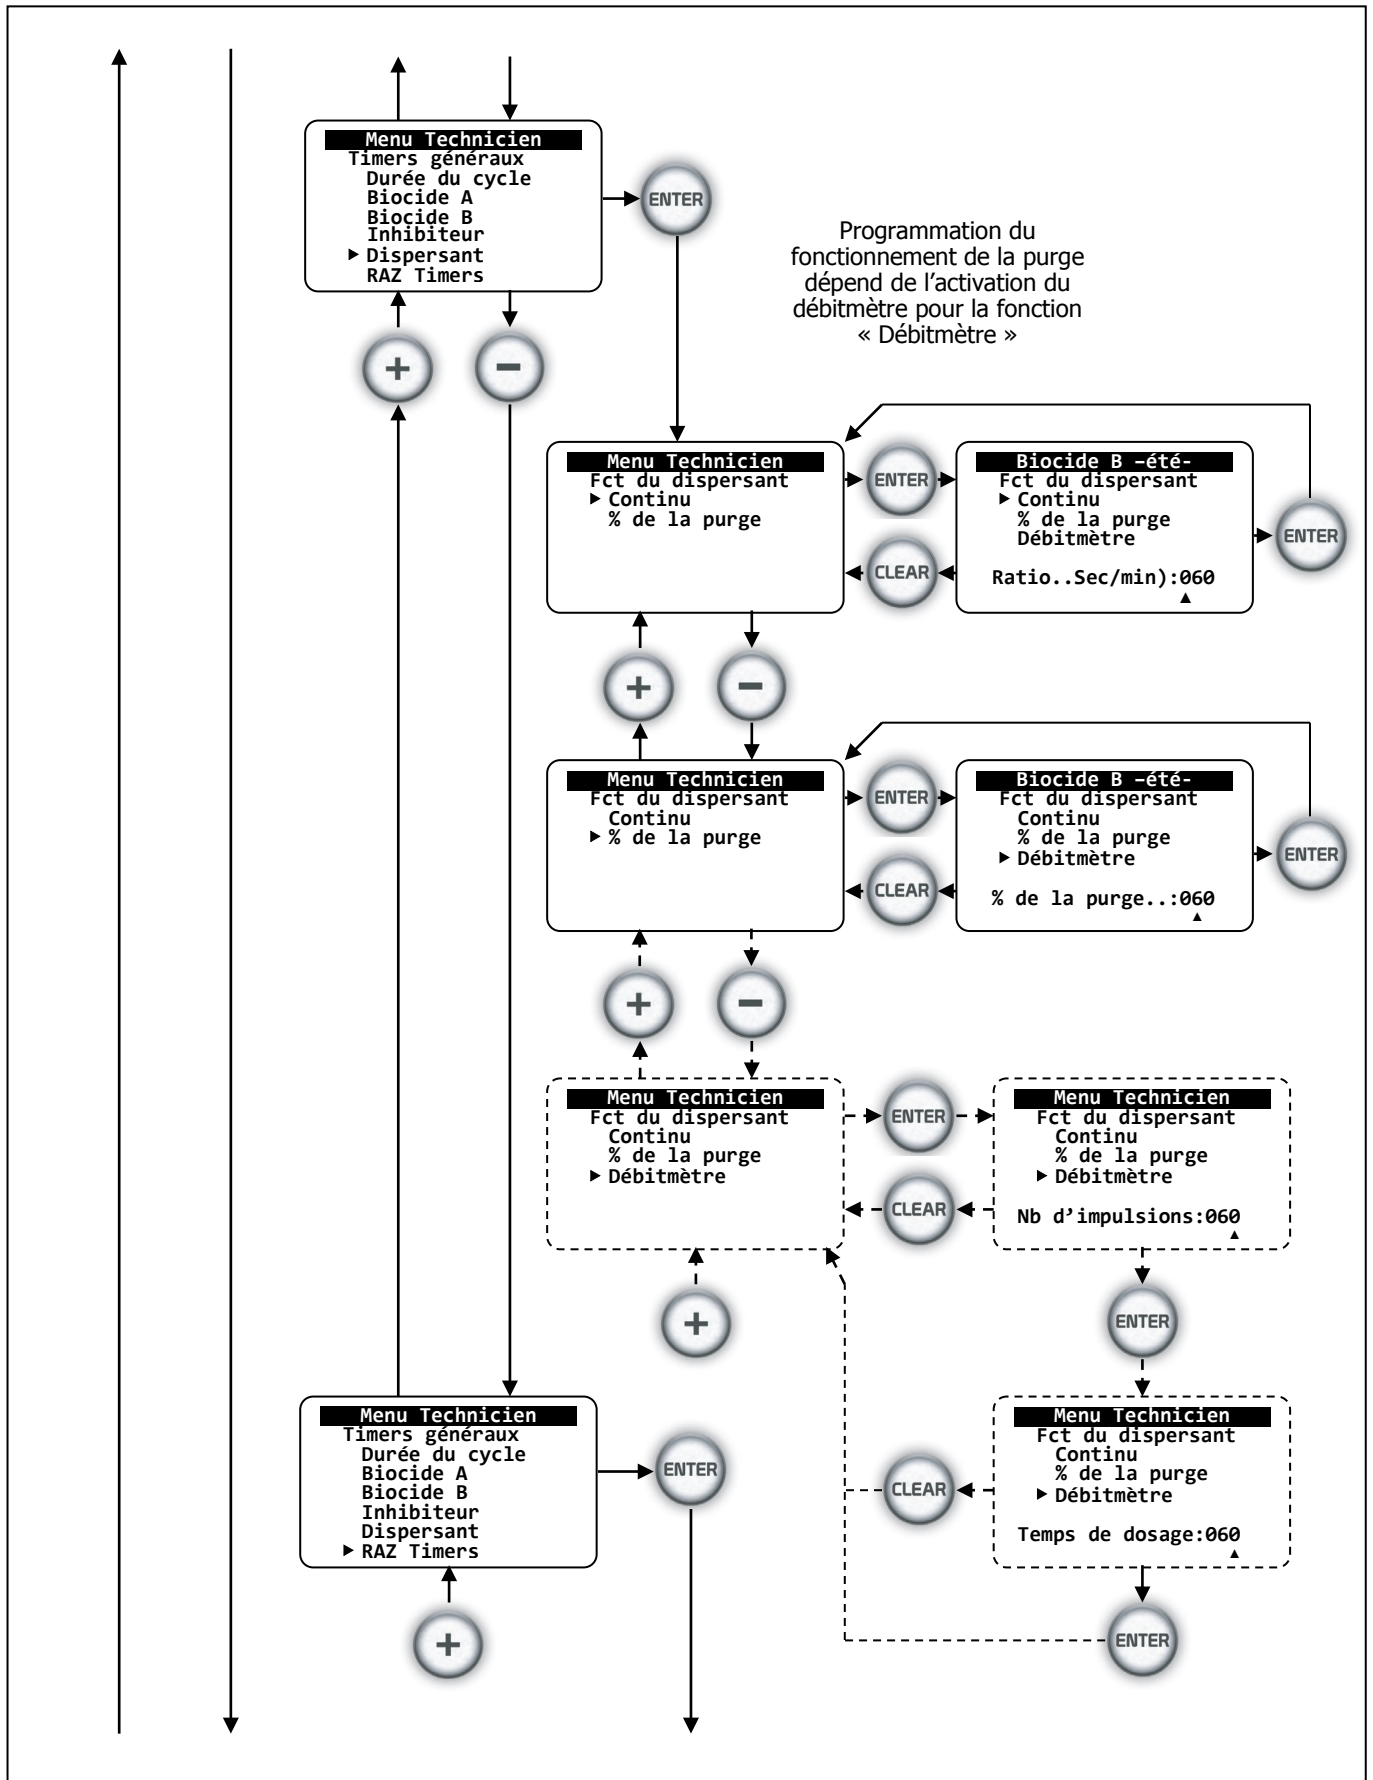 Menu Technicien
Timers généraux
Durée du cycle
Biocide A
Biocide B
Inhibiteur
▶ Dispersant
RAZ Timers
ENTER
Programmation du
fonctionnement de la purge
dépend de l’activation du
débitmètre pour la fonction
« Débitmètre »
+
−
Menu Technicien
Fct du dispersant
▶ Continu
% de la purge
ENTER
CLEAR
Biocide B –été-
Fct du dispersant
▶ Continu
% de la purge
Débitmètre
Ratio..Sec/min):060
▲
ENTER
+
−
Menu Technicien
Fct du dispersant
Continu
▶ % de la purge
ENTER
CLEAR
Biocide B –été-
Fct du dispersant
Continu
% de la purge
▶ Débitmètre
% de la purge..:060
▲
ENTER
+
−
Menu Technicien
Fct du dispersant
Continu
% de la purge
▶ Débitmètre
ENTER
CLEAR
Menu Technicien
Fct du dispersant
Continu
% de la purge
▶ Débitmètre
Nb d’impulsions:060
▲
+
ENTER
Menu Technicien
Timers généraux
Durée du cycle
Biocide A
Biocide B
Inhibiteur
Dispersant
▶ RAZ Timers
ENTER
CLEAR
Menu Technicien
Fct du dispersant
Continu
% de la purge
▶ Débitmètre
Temps de dosage:060
▲
+
ENTER